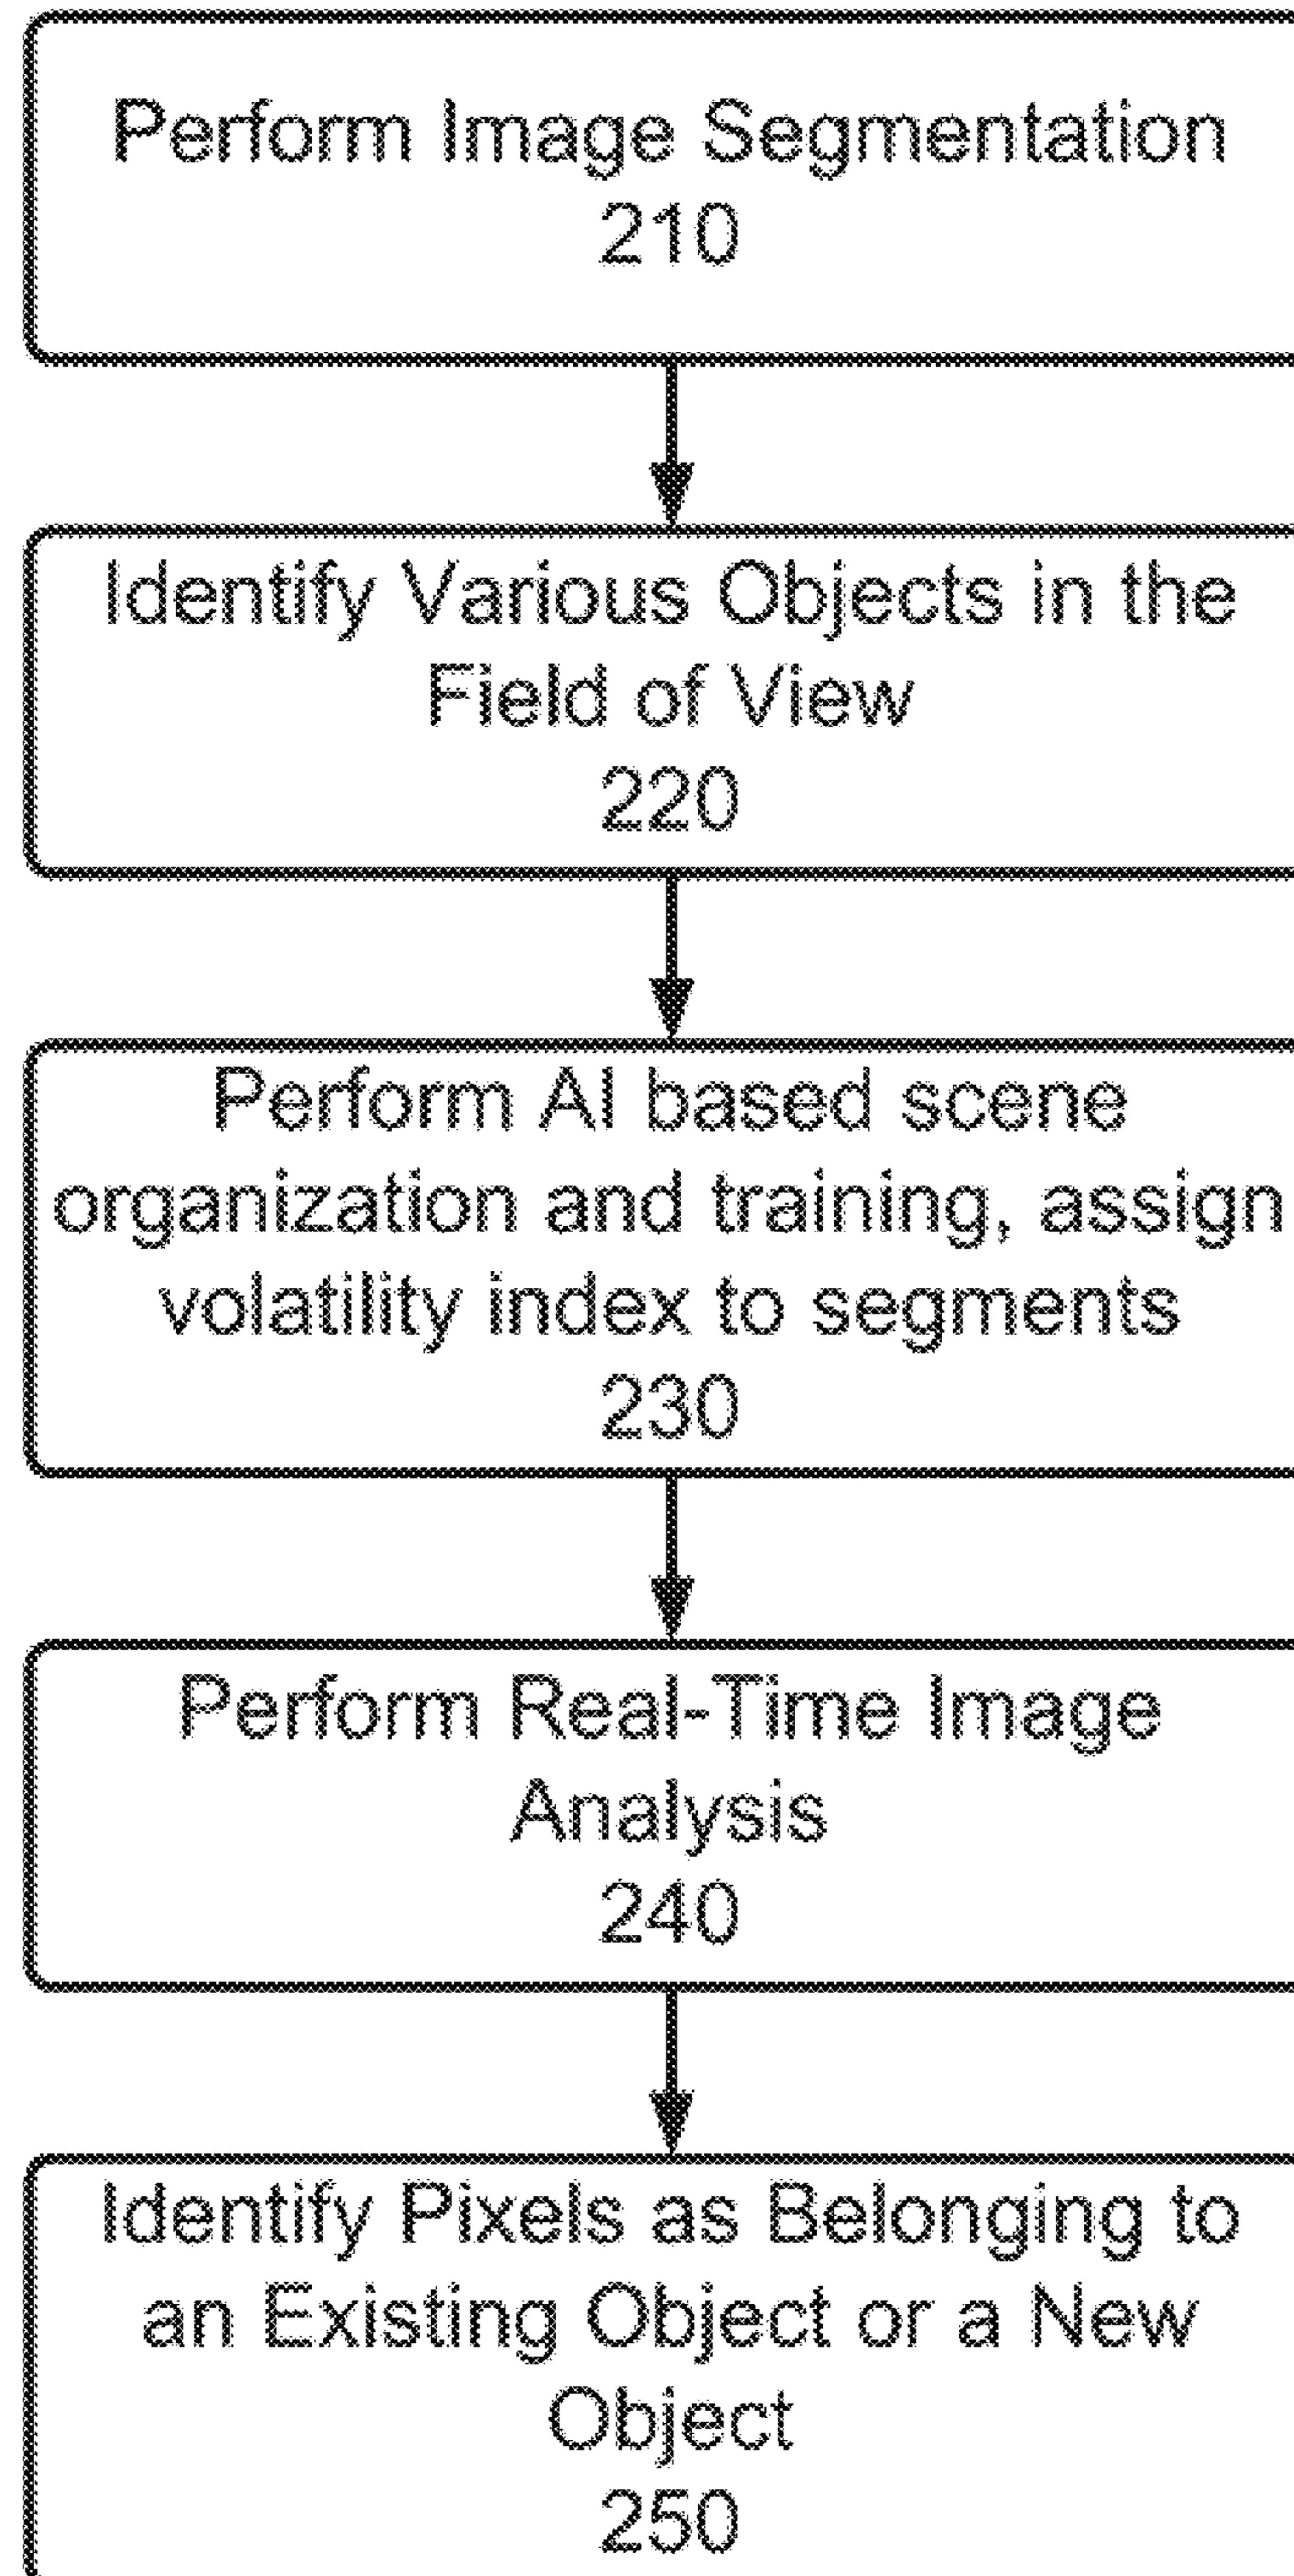 Perform Image Segmentation
210
Identify Various Objects in the
Field of View
220
Perform AI based scene
organization and training, assign
volatility index to segments
230
Perform Real-Time Image
Analysis
240
Identify Pixels as Belonging to
an Existing Object or a New
Object
250